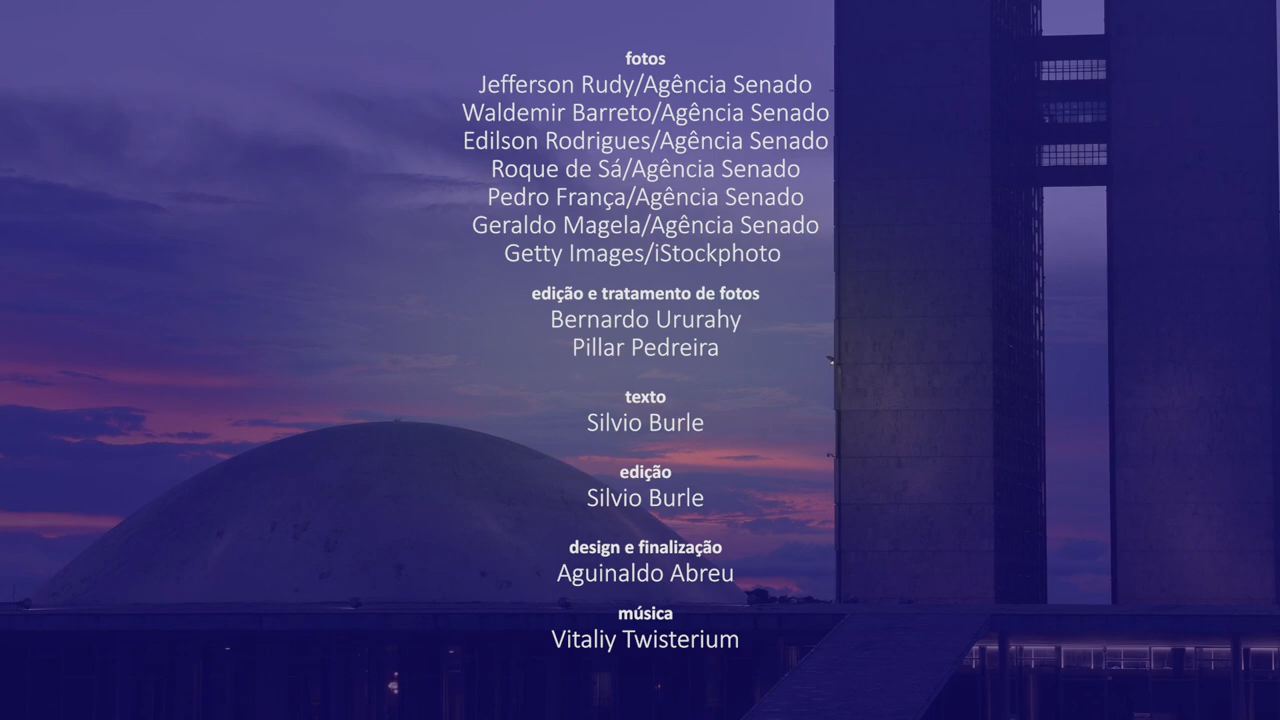 fotos
Jefferson Rudy/Agência Senado
Waldemir Barreto/Agência Senado
Edilson Rodrigues/Agência Senado
Roque de Sá/Agência Senado
Pedro França/Agência Senado
Geraldo Magela/Agência Senado
Getty Images/iStockphoto
edição e tratamento de fotos
Bernardo Ururahy
Pillar Pedreira
texto
Silvio Burle
edição
Silvio Burle
design e finalização
Aguinaldo Abreu
música
Vitaliy Twisterium